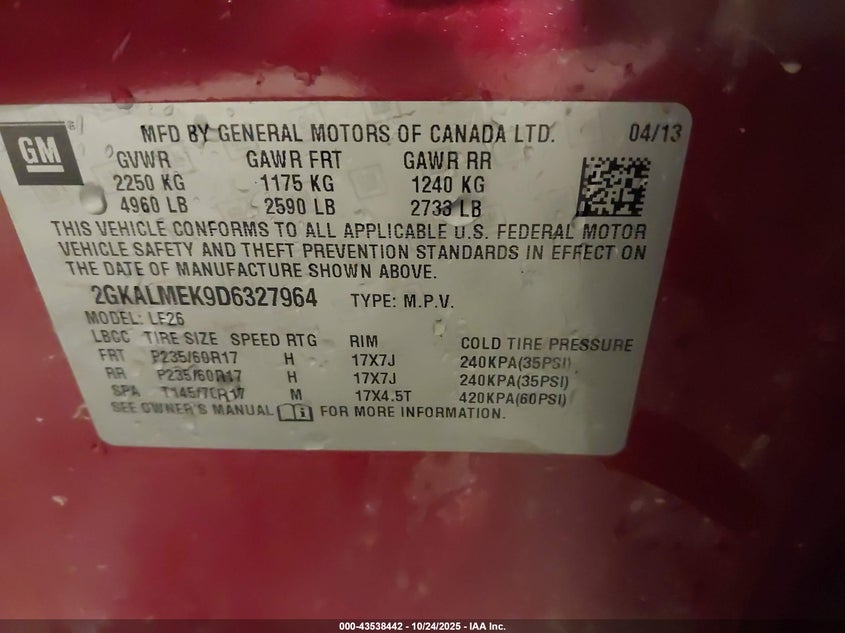 GM®
MFD BY GENERAL MOTORS OF CANADA LTD. 04/13
GVWR GAWR FRT GAWR RR
2250 KG 1175 KG 1240 KG
4960 LB 2590 LB 2733 LB
THIS VEHICLE CONFORMS TO ALL APPLICABLE U.S. FEDERAL MOTOR
VEHICLE SAFETY AND THEFT PREVENTION STANDARDS IN EFFECT ON
THE DATE OF MANUFACTURE SHOWN ABOVE.
2GKALMEK9D6327964 TYPE: M.P.V.
MODEL: LF26
LBCC TIRE SIZE SPEED RTG RIM COLD TIRE PRESSURE
FRT P235/60R17 H 17X7J 240KPA(35PSI)
RR P235/60R17 H 17X7J 240KPA(35PSI)
SPA T145/70R17 M 17X4.5T 420KPA(60PSI)
SEE OWNER'S MANUAL FOR MORE INFORMATION.
000-43538442 - 10/24/2025 - IAA Inc.